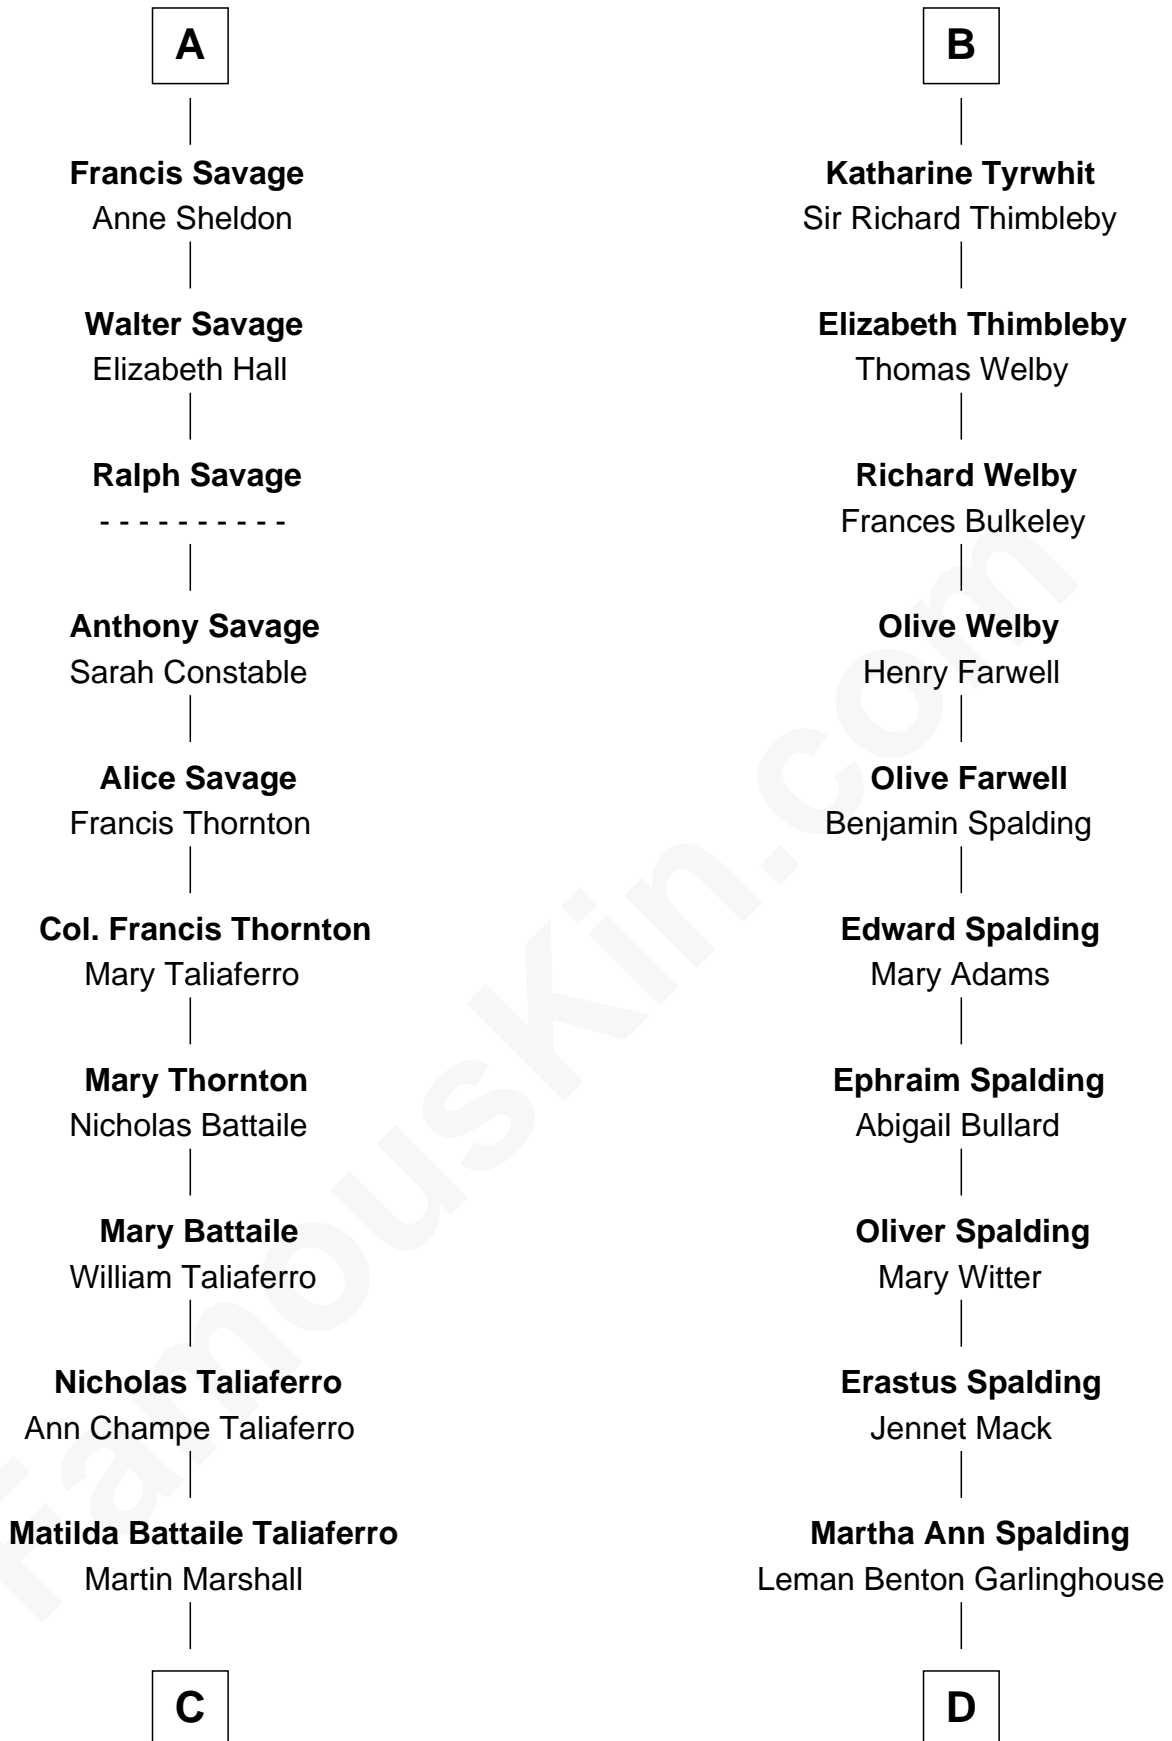 A
Francis Savage
Anne Sheldon
Walter Savage
Elizabeth Hall
Ralph Savage
- - - - - - - - - -
Anthony Savage
Sarah Constable
Alice Savage
Francis Thornton
Col. Francis Thornton
Mary Taliaferro
Mary Thornton
Nicholas Battaile
Mary Battaile
William Taliaferro
Nicholas Taliaferro
Ann Champe Taliaferro
Matilda Battaile Taliaferro
Martin Marshall
C
B
Katharine Tyrwhit
Sir Richard Thimbleby
Elizabeth Thimbleby
Thomas Welby
Richard Welby
Frances Bulkeley
Olive Welby
Henry Farwell
Olive Farwell
Benjamin Spalding
Edward Spalding
Mary Adams
Ephraim Spalding
Abigail Bullard
Oliver Spalding
Mary Witter
Erastus Spalding
Jennet Mack
Martha Ann Spalding
Leman Benton Garlinghouse
D
FamousKin.com